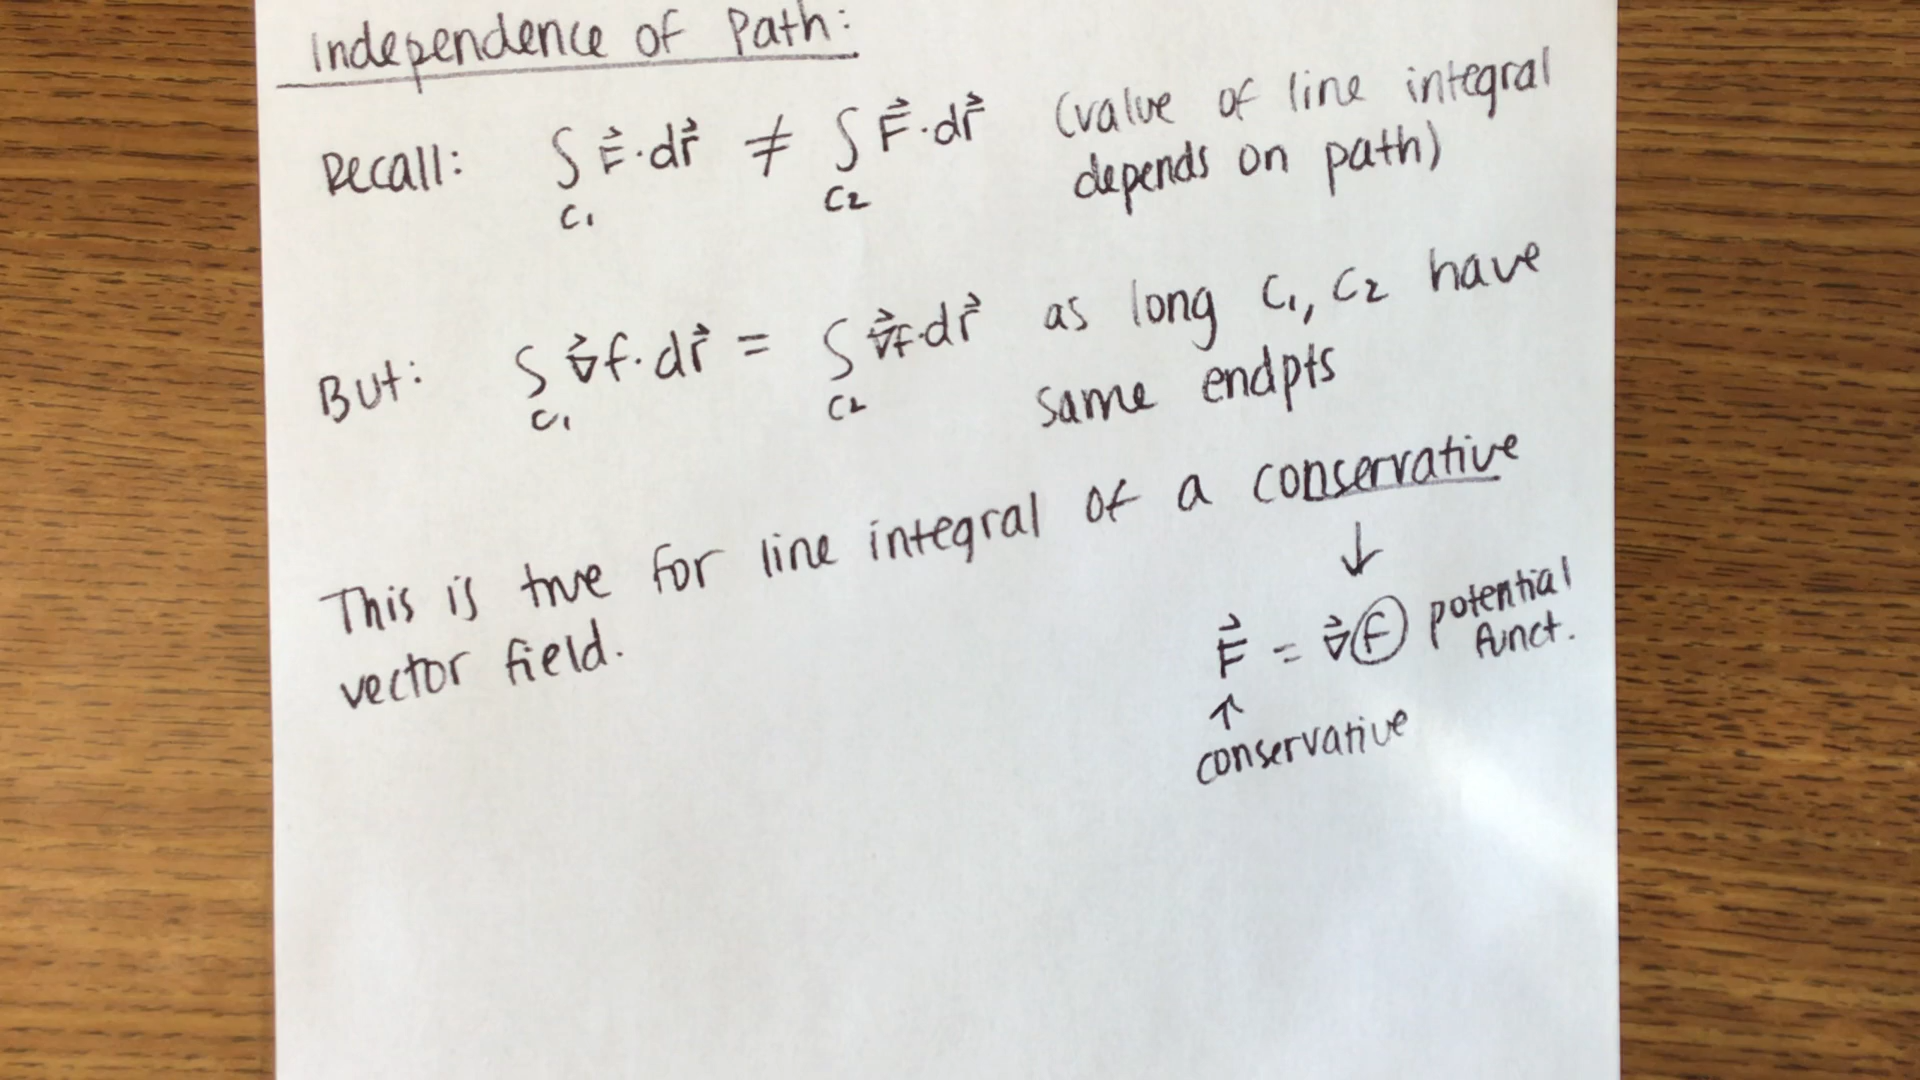 Independence of Path:
Recall: ∫ F⃗·dr⃗ ≠ ∫ F⃗·dr⃗ (value of line integral
C₁ C₂ depends on path)
But: ∫ ∇⃗f·dr⃗ = ∫ ∇⃗f·dr⃗ as long C₁, C₂ have
C₁ C₂ same endpts
This is true for line integral of a conservative
vector field.
↓
F⃗ = ∇⃗f potential
funct.
↑
conservative